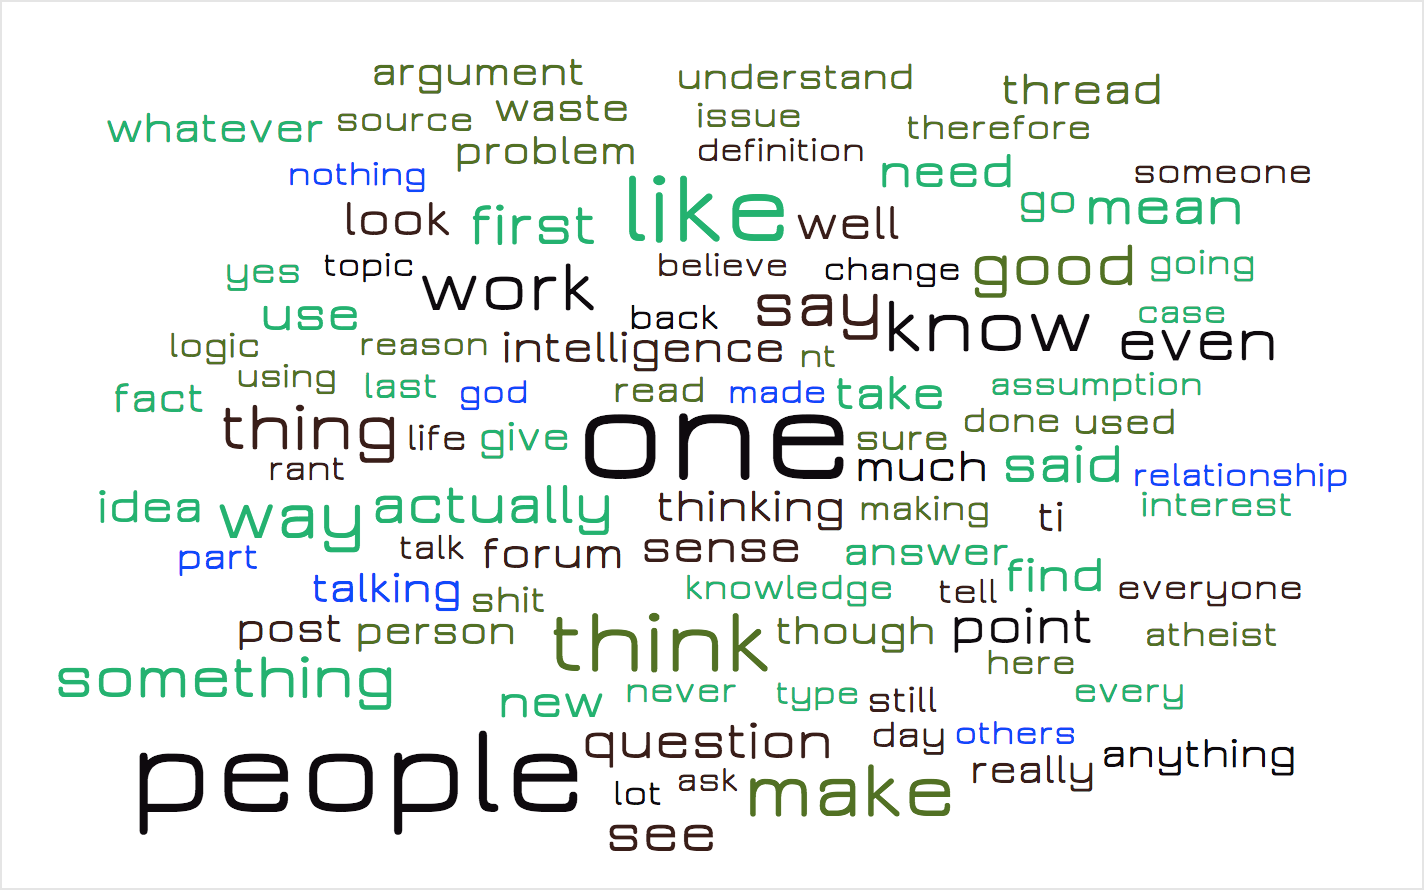 argument understand
whatever source waste issue thread
problem definition therefore
nothing need someone
look first like well go mean
yes topic work believe change good going
use back say know case even
logic reason intelligence nt
using last god read made take assumption
fact thing life give one sure done used
rant much said relationship
idea way actually thinking making ti interest
part talk forum sense answer
talking shit knowledge tell find everyone
post person think though point atheist
something new never type still here every
people question day others anything
lot ask make really
see